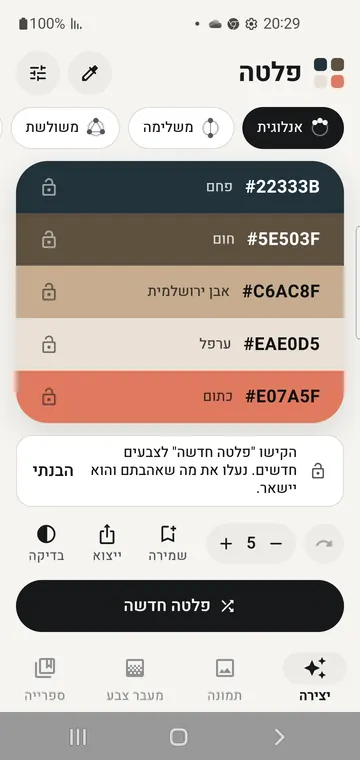 100% 20:29
פלטה
אנלוגית
משלימה
משולשת
#22333B פחם
#5E503F חום
#C6AC8F אבן ירושלמית
#EAE0D5 ערפל
#E07A5F כתום
הקישו "פלטה חדשה" לצבעים
חדשים. נעלו את מה שאהבתם והוא
יישאר.
הבנתי
+ 5 −
שמירה
ייצוא
בדיקה
פלטה חדשה
יצירה
תמונה
מעבר צבע
ספרייה